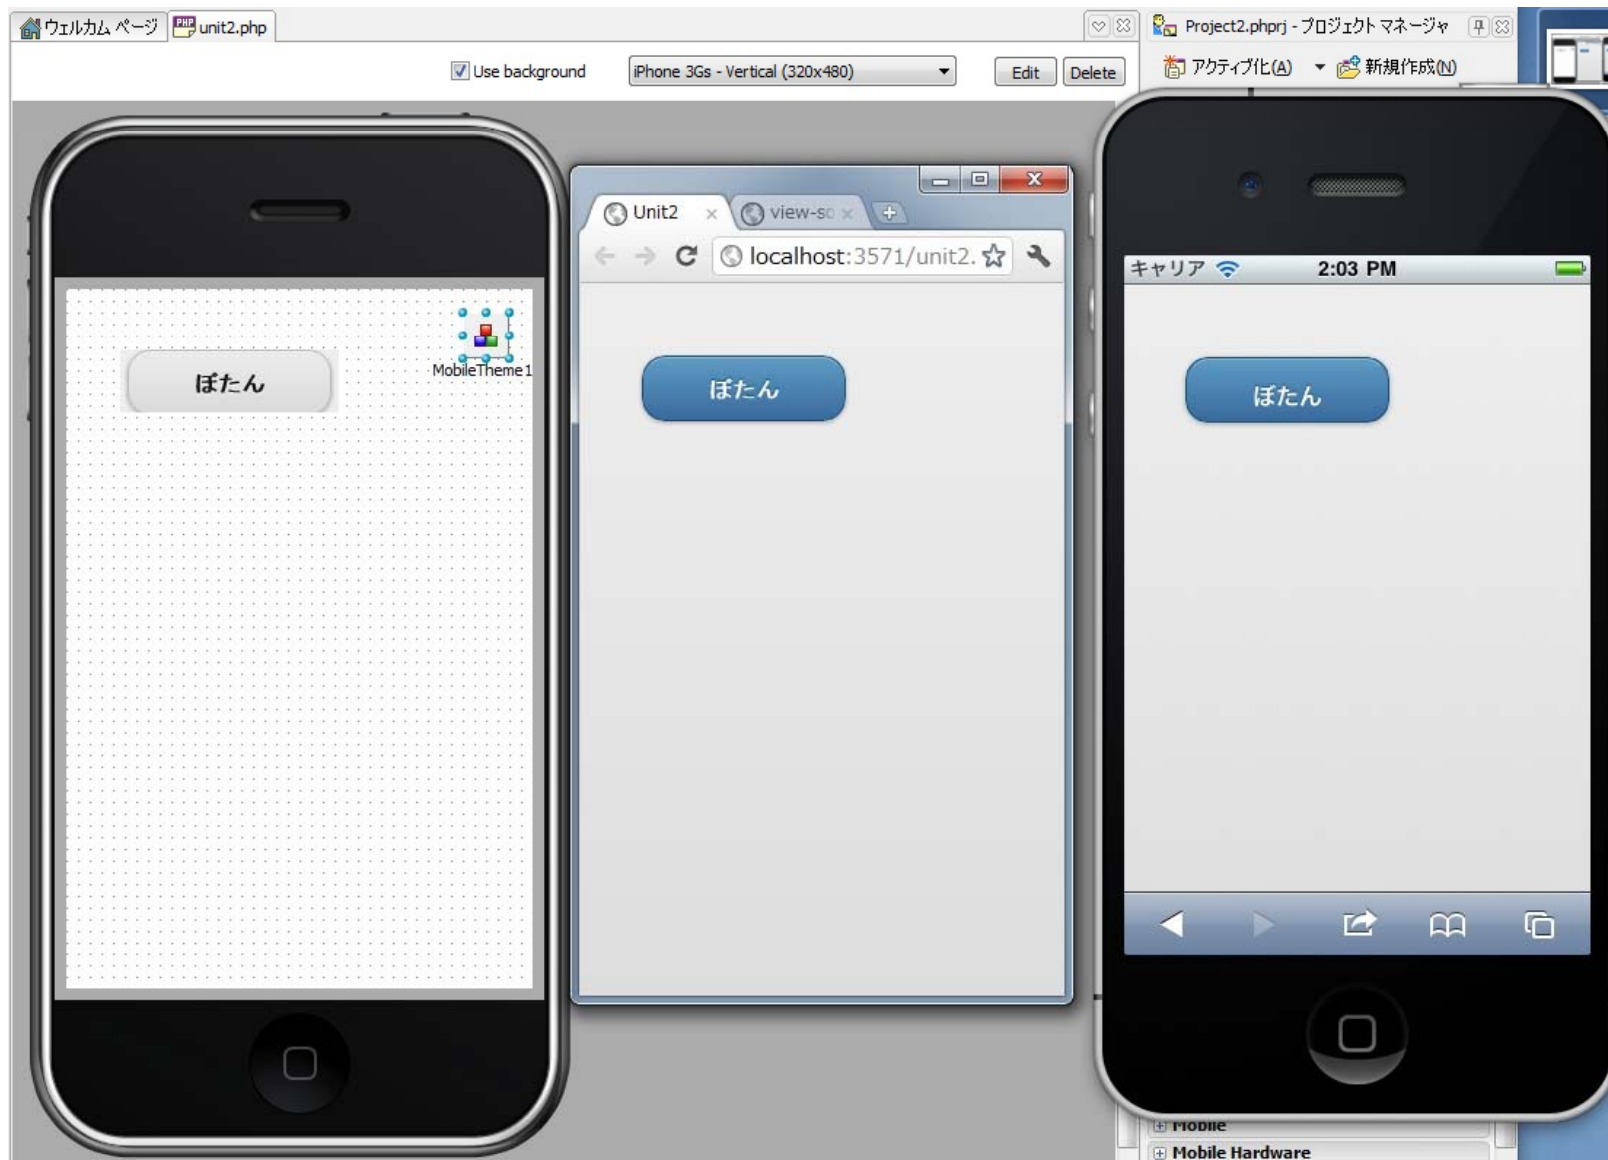 ウェルカム ページ
unit2.php
Project2.phprj - プロジェクト マネージャ
Use background
iPhone 3Gs - Vertical (320x480)
Edit
Delete
アクティブ化(A)
新規作成(N)
ぼたん
MobileTheme1
Unit2
view-so
localhost:3571/unit2.
ぼたん
キャリア
2:03 PM
ぼたん
Mobile
Mobile Hardware